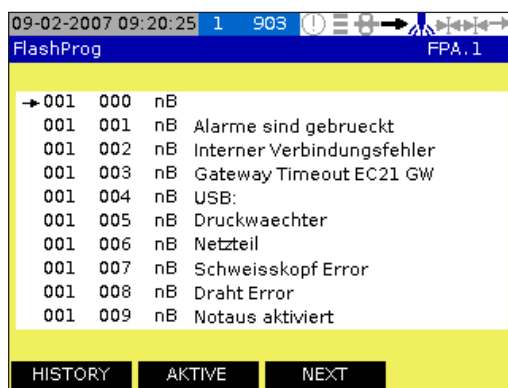 09-02-2007 09:20:25 1 903
FlashProg FPA.1
001 000 nB
001 001 nB Alarme sind gebrueckt
001 002 nB Interner Verbindungsfehler
001 003 nB Gateway Timeout EC21 GW
001 004 nB USB:
001 005 nB Druckwaechter
001 006 nB Netzteil
001 007 nB Schweisskopf Error
001 008 nB Draht Error
001 009 nB Notaus aktiviert
HISTORY AKTIVE NEXT